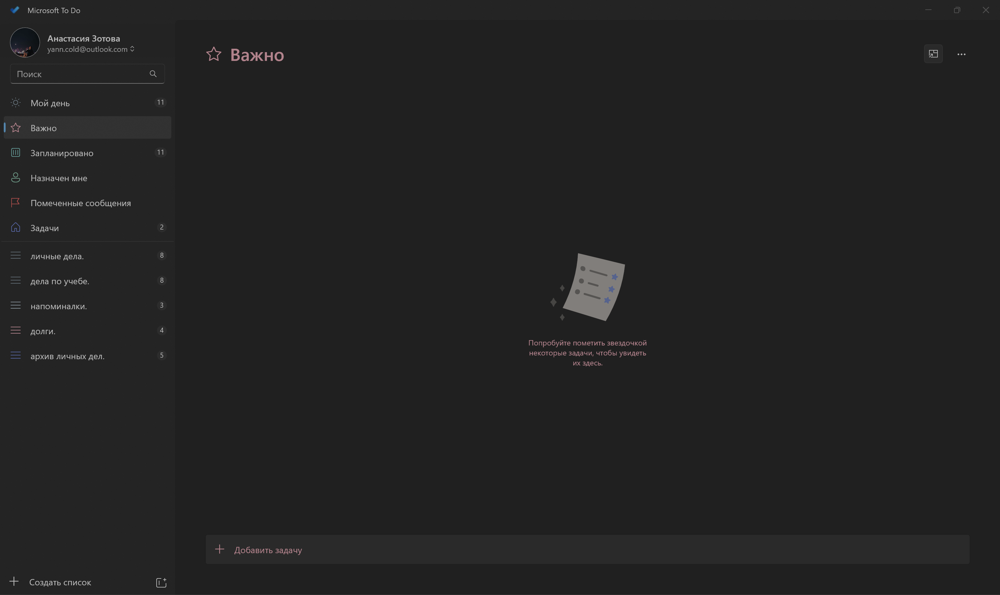 Microsoft To Do
Анастасия Зотова
yann.cold@outlook.com
Поиск
Мой день 11
Важно
Запланировано 11
Назначен мне
Помеченные сообщения
Задачи 2
личные дела. 8
дела по учебе. 8
напоминалки. 3
долги. 4
архив личных дел. 5
Создать список
Важно
Попробуйте пометить звездочкой
некоторые задачи, чтобы увидеть
их здесь.
Добавить задачу